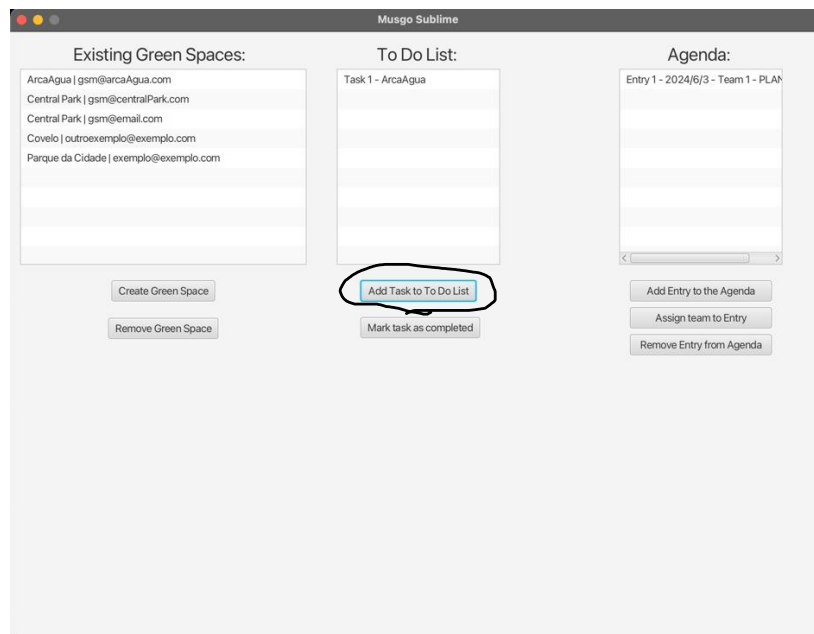 Musgo Sublime
Existing Green Spaces:
ArcaAgua | gsm@arcaAgua.com
Central Park | gsm@centralPark.com
Central Park | gsm@email.com
Covelo | outroexemplo@exemplo.com
Parque da Cidade | exemplo@exemplo.com
Create Green Space
Remove Green Space
To Do List:
Task 1 - ArcaAgua
Add Task to To Do List
Mark task as completed
Agenda:
Entry 1 - 2024/6/3 - Team 1 - PLAN
Add Entry to the Agenda
Assign team to Entry
Remove Entry from Agenda